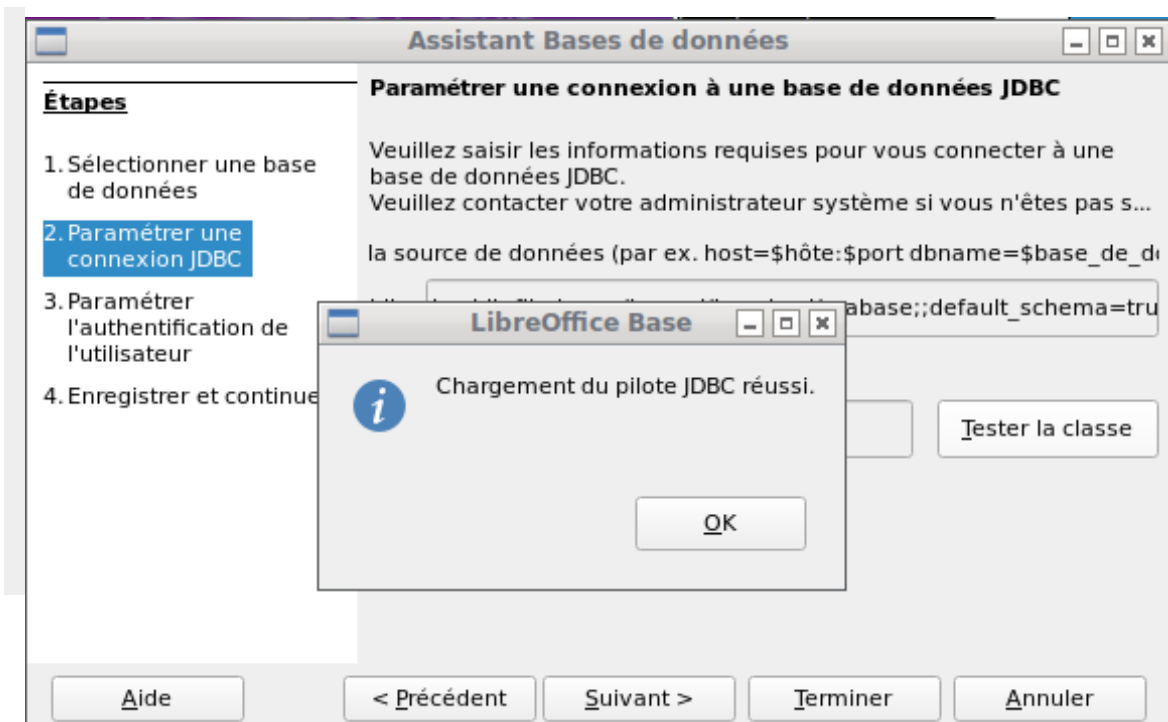 Assistant Bases de données
Étapes
1. Sélectionner une base
de données
2. Paramétrer une
connexion JDBC
3. Paramétrer
l'authentification de
l'utilisateur
4. Enregistrer et continue
Paramétrer une connexion à une base de données JDBC
Veuillez saisir les informations requises pour vous connecter à une
base de données JDBC.
Veuillez contacter votre administrateur système si vous n'êtes pas s...
la source de données (par ex. host=$hôte:$port dbname=$base_de_d
abase;;default_schema=tru
Tester la classe
LibreOffice Base
Chargement du pilote JDBC réussi.
OK
Aide
< Précédent
Suivant >
Terminer
Annuler